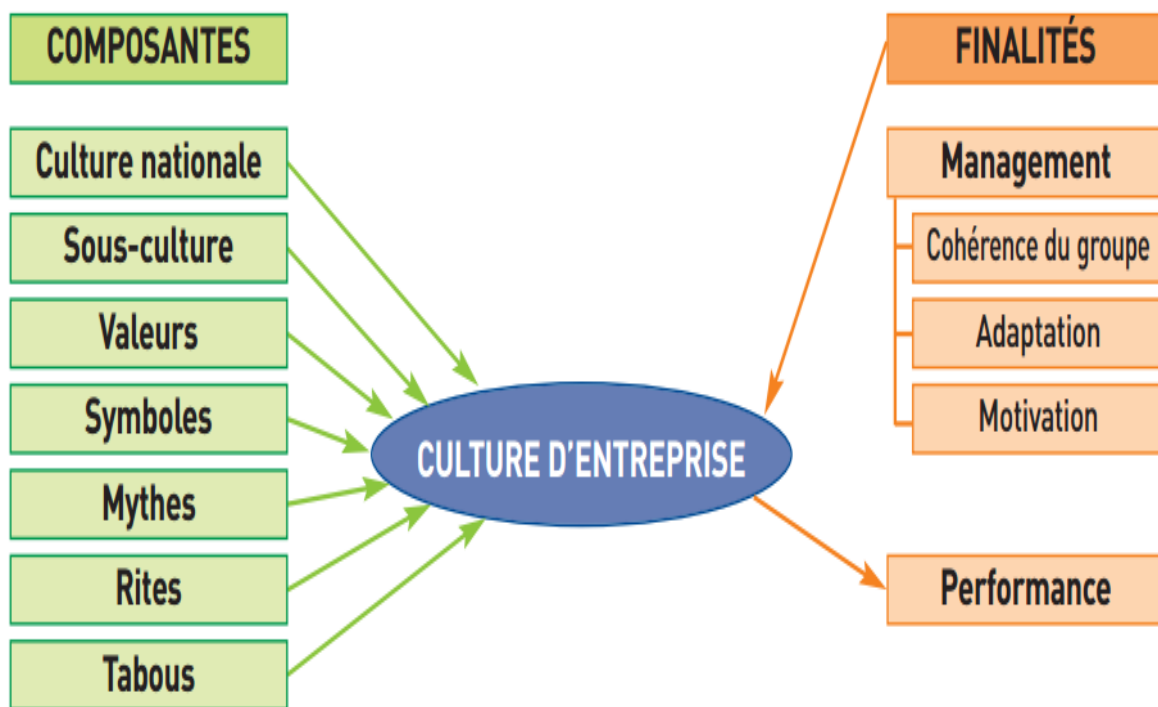 COMPOSANTES
Culture nationale
Sous-culture
Valeurs
Symboles
Mythes
Rites
Tabous
CULTURE D’ENTREPRISE
FINALITÉS
Management
Cohérence du groupe
Adaptation
Motivation
Performance